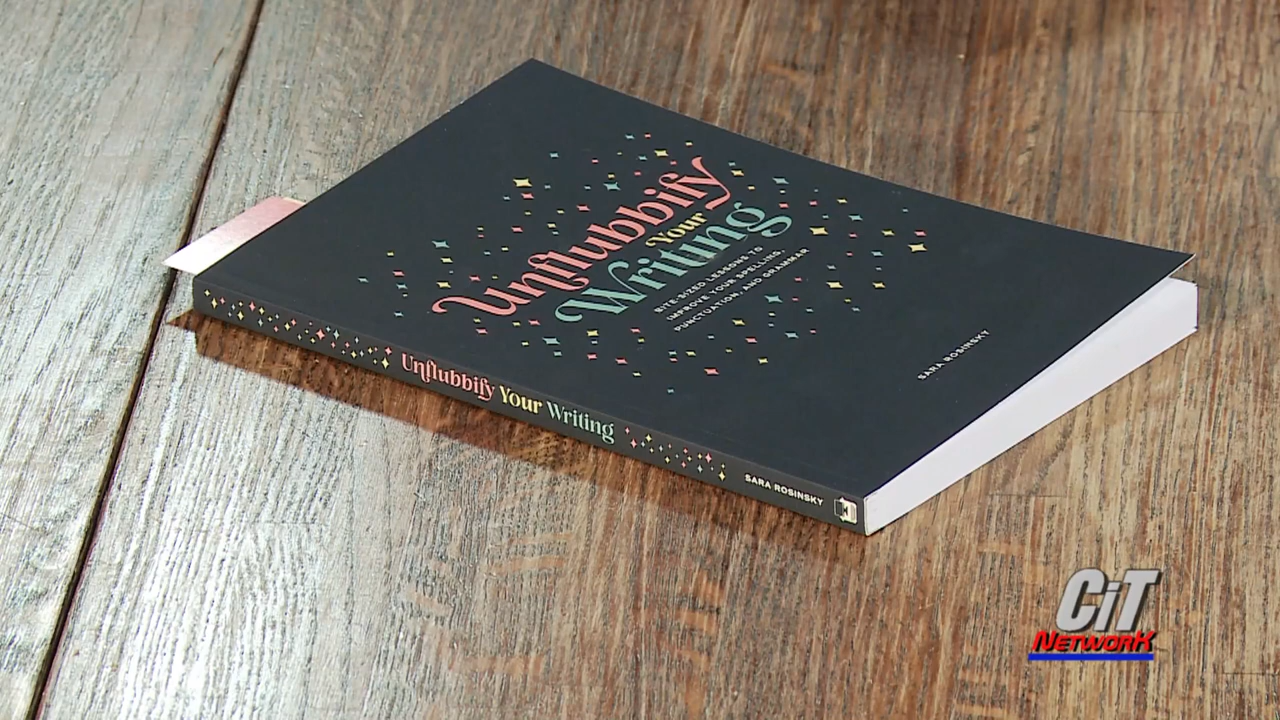 Unflubbify
Your
Writing
BITE-SIZED LESSONS TO
IMPROVE YOUR SPELLING,
PUNCTUATION, AND GRAMMAR
SARA ROSINSKY
Unflubbify Your Writing
SARA ROSINSKY
CiT
NETWORK